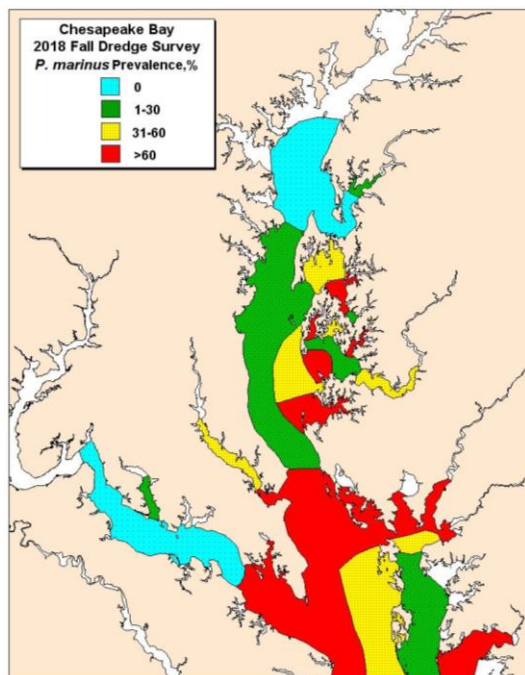 Chesapeake Bay
2018 Fall Dredge Survey
P. marinus Prevalence,%
0
1-30
31-60
>60